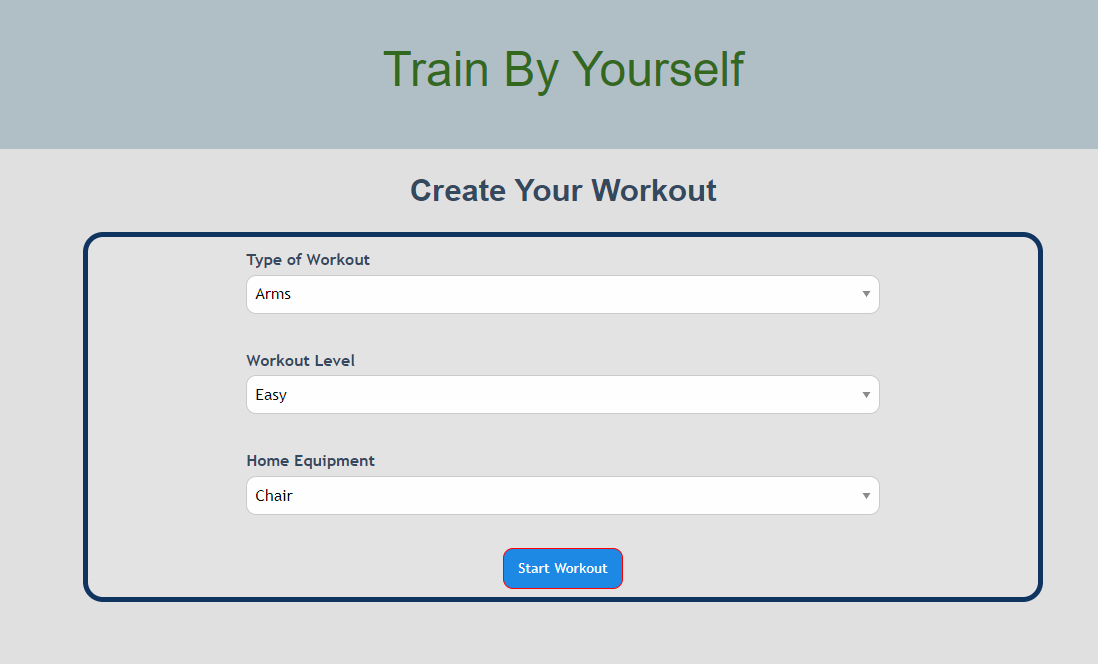 Train By Yourself
Create Your Workout
Type of Workout
Arms
Workout Level
Easy
Home Equipment
Chair
Start Workout